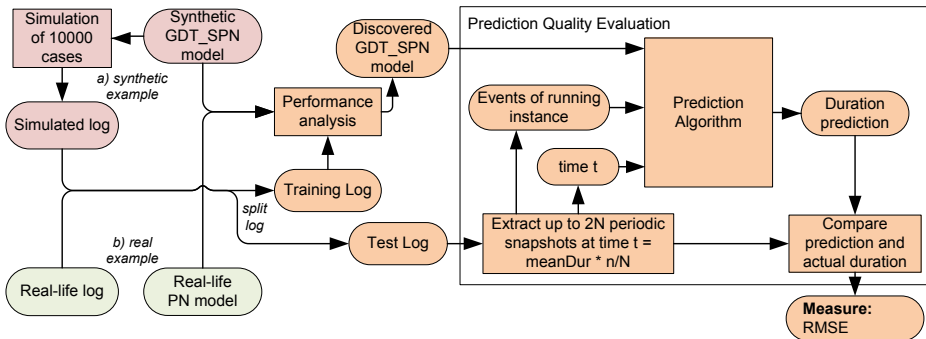 Simulation
of 10000
cases
Synthetic
GDT_SPN
model
a) synthetic
example
Simulated log
Discovered
GDT_SPN
model
Performance
analysis
Training Log
split
log
Test Log
b) real
example
Real-life log
Real-life
PN model
Prediction Quality Evaluation
Events of running
instance
time t
Prediction
Algorithm
Duration
prediction
Extract up to 2N periodic
snapshots at time t =
meanDur * n/N
Compare
prediction and
actual duration
Measure:
RMSE